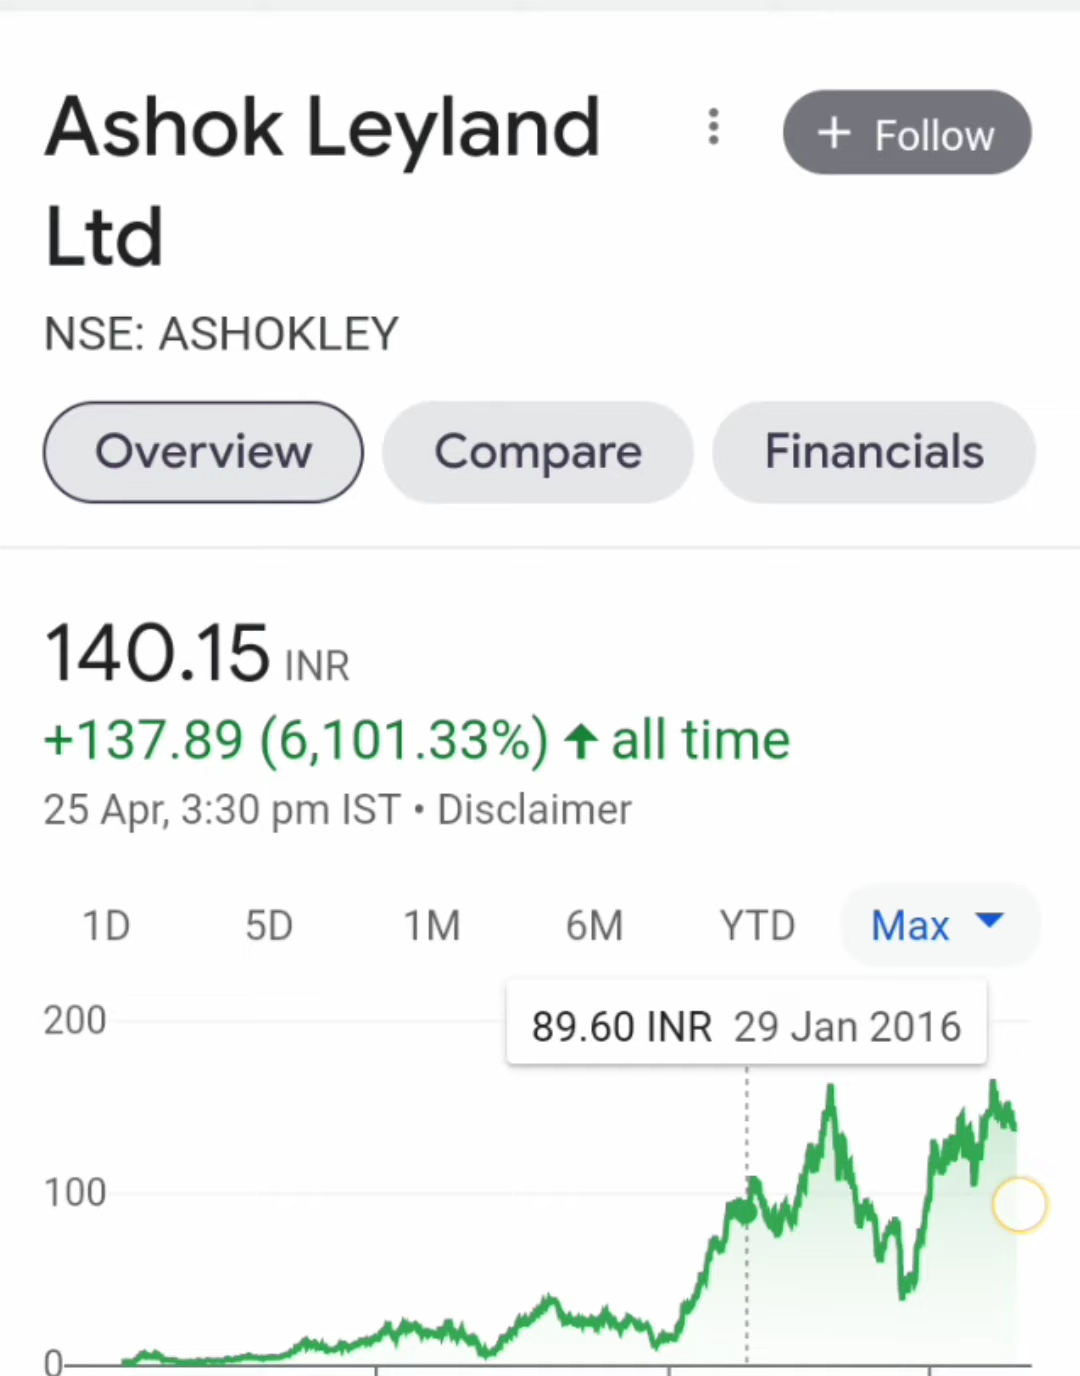 Ashok Leyland
Ltd
+ Follow
NSE: ASHOKLEY
Overview Compare Financials
140.15 INR
+137.89 (6,101.33%) ↑ all time
25 Apr, 3:30 pm IST • Disclaimer
1D 5D 1M 6M YTD Max
200
89.60 INR 29 Jan 2016
100
0